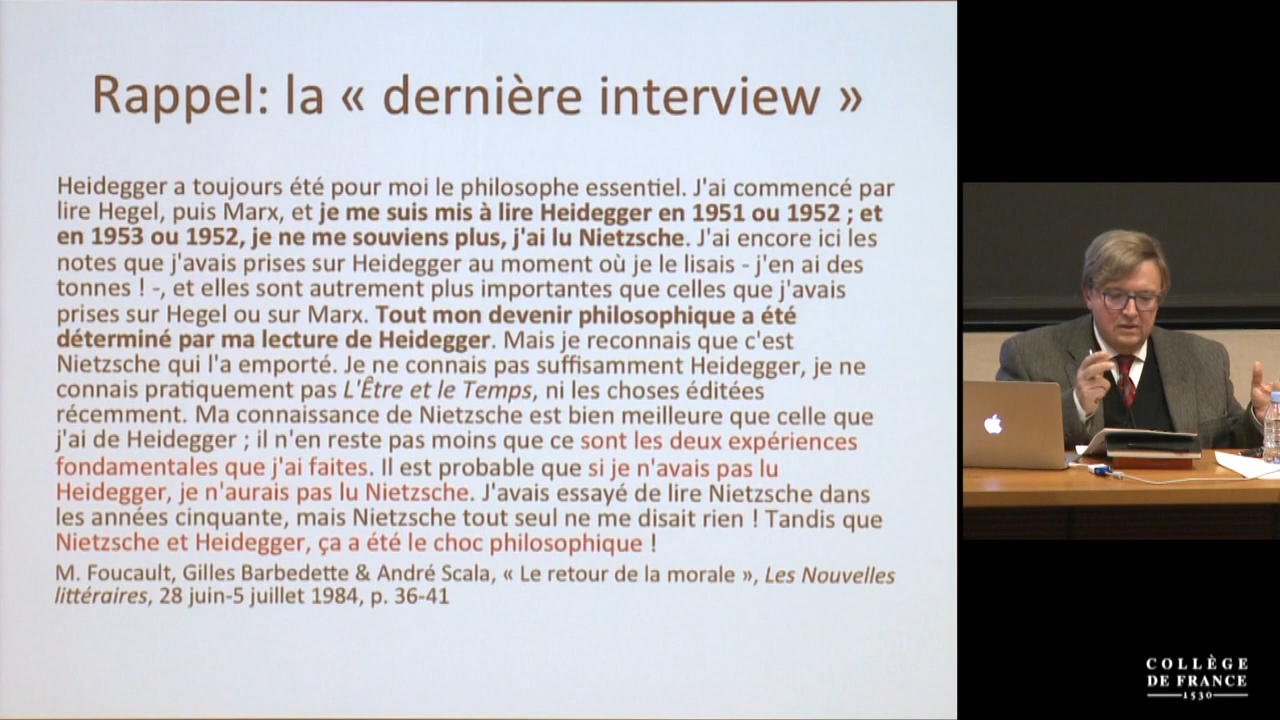 Rappel: la « dernière interview »
Heidegger a toujours été pour moi le philosophe essentiel. J'ai commencé par
lire Hegel, puis Marx, et je me suis mis à lire Heidegger en 1951 ou 1952 ; et
en 1953 ou 1952, je ne me souviens plus, j'ai lu Nietzsche. J'ai encore ici les
notes que j'avais prises sur Heidegger au moment où je le lisais - j'en ai des
tonnes ! -, et elles sont autrement plus importantes que celles que j'avais
prises sur Hegel ou sur Marx. Tout mon devenir philosophique a été
déterminé par ma lecture de Heidegger. Mais je reconnais que c'est
Nietzsche qui l'a emporté. Je ne connais pas suffisamment Heidegger, je ne
connais pratiquement pas L'Être et le Temps, ni les choses éditées
récemment. Ma connaissance de Nietzsche est bien meilleure que celle que
j'ai de Heidegger ; il n'en reste pas moins que ce sont les deux expériences
fondamentales que j'ai faites. Il est probable que si je n'avais pas lu
Heidegger, je n'aurais pas lu Nietzsche. J'avais essayé de lire Nietzsche dans
les années cinquante, mais Nietzsche tout seul ne me disait rien ! Tandis que
Nietzsche et Heidegger, ça a été le choc philosophique !
M. Foucault, Gilles Barbedette & André Scala, « Le retour de la morale », Les Nouvelles
littéraires, 28 juin-5 juillet 1984, p. 36-41
COLLÈGE
DE FRANCE
1530